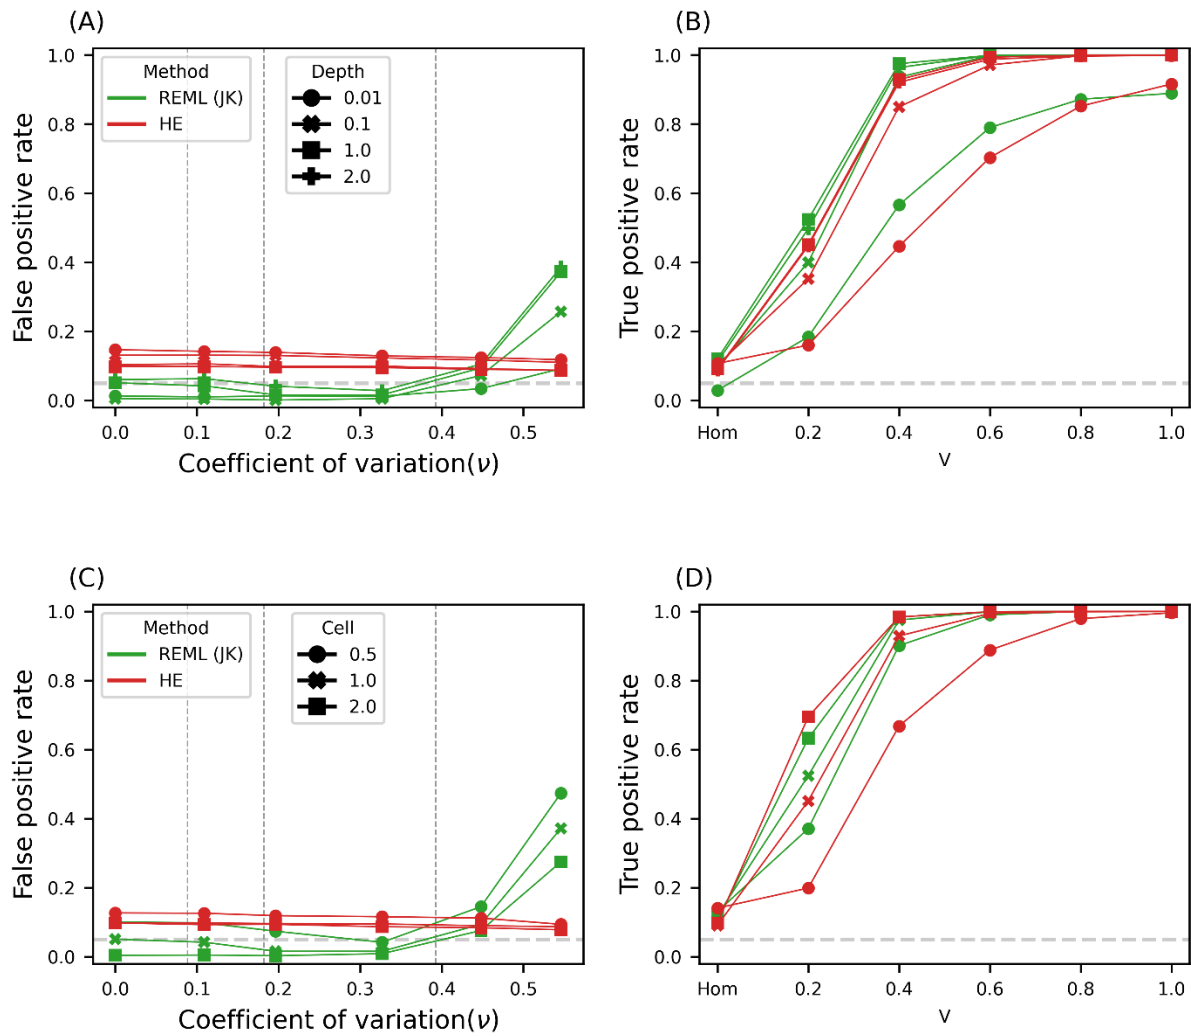 (A)
False positive rate
1.0
0.8
0.6
0.4
0.2
0.0
Method
REML (JK)
HE
Depth
0.01
0.1
1.0
2.0
0.0 0.1 0.2 0.3 0.4 0.5
Coefficient of variation(ν)
(B)
True positive rate
1.0
0.8
0.6
0.4
0.2
0.0
Hom 0.2 0.4 0.6 0.8 1.0
V
(C)
False positive rate
1.0
0.8
0.6
0.4
0.2
0.0
Method
REML (JK)
HE
Cell
0.5
1.0
2.0
0.0 0.1 0.2 0.3 0.4 0.5
Coefficient of variation(ν)
(D)
True positive rate
1.0
0.8
0.6
0.4
0.2
0.0
Hom 0.2 0.4 0.6 0.8 1.0
V